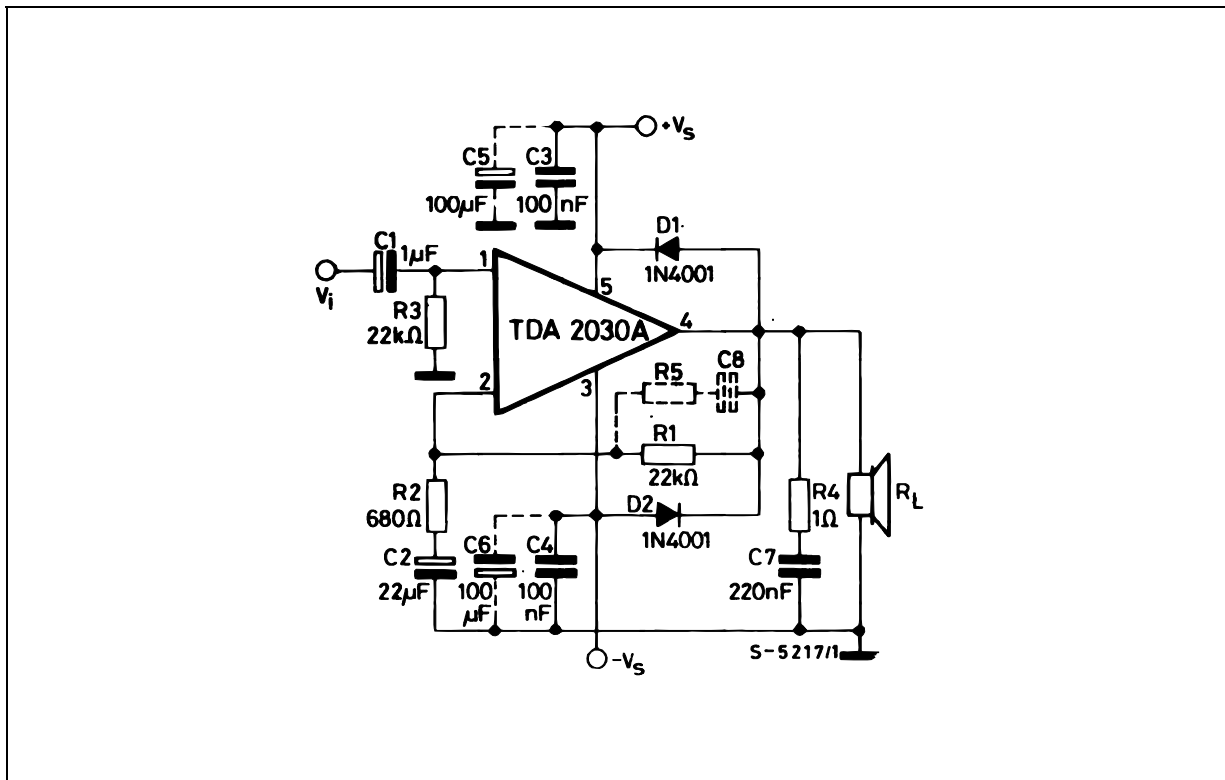 +Vs
C5
C3
100µF
100 nF
D1
1N4001
C1
1µF
Vi
R3
22kΩ
1
5
TDA 2030A
4
2
3
R5
C8
R1
22kΩ
R2
680Ω
D2
1N4001
R4
1Ω
RL
C2
22µF
C6
100
µF
C4
100
nF
C7
220nF
S-5217/1
-Vs